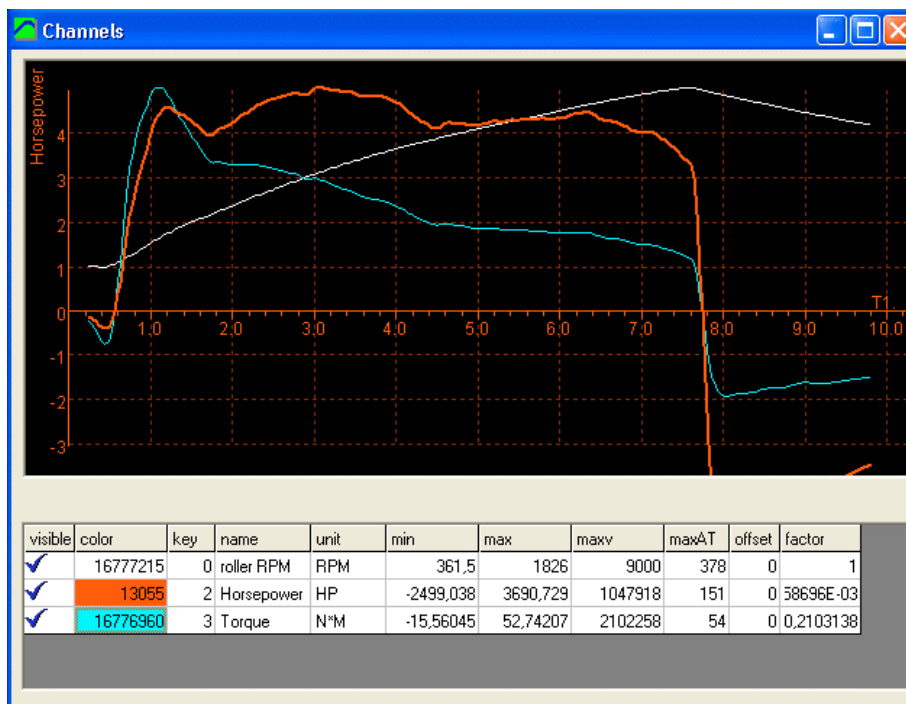 Channels
Horsepower
4
3
2
1
0
-1
-2
-3
T1.
1:0 2;0 3:0 4:0 5;0 6:0 7:0 8:0 9;0 10:0
visible color key name unit min max maxv maxAT offset factor
16777215 0 roller RPM RPM 361,5 1826 9000 378 0 1
13055 2 Horsepower HP -2499,038 3690,729 1047918 151 0 58696E-03
16776960 3 Torque N*M -15,56045 52,74207 2102258 54 0 0,2103138